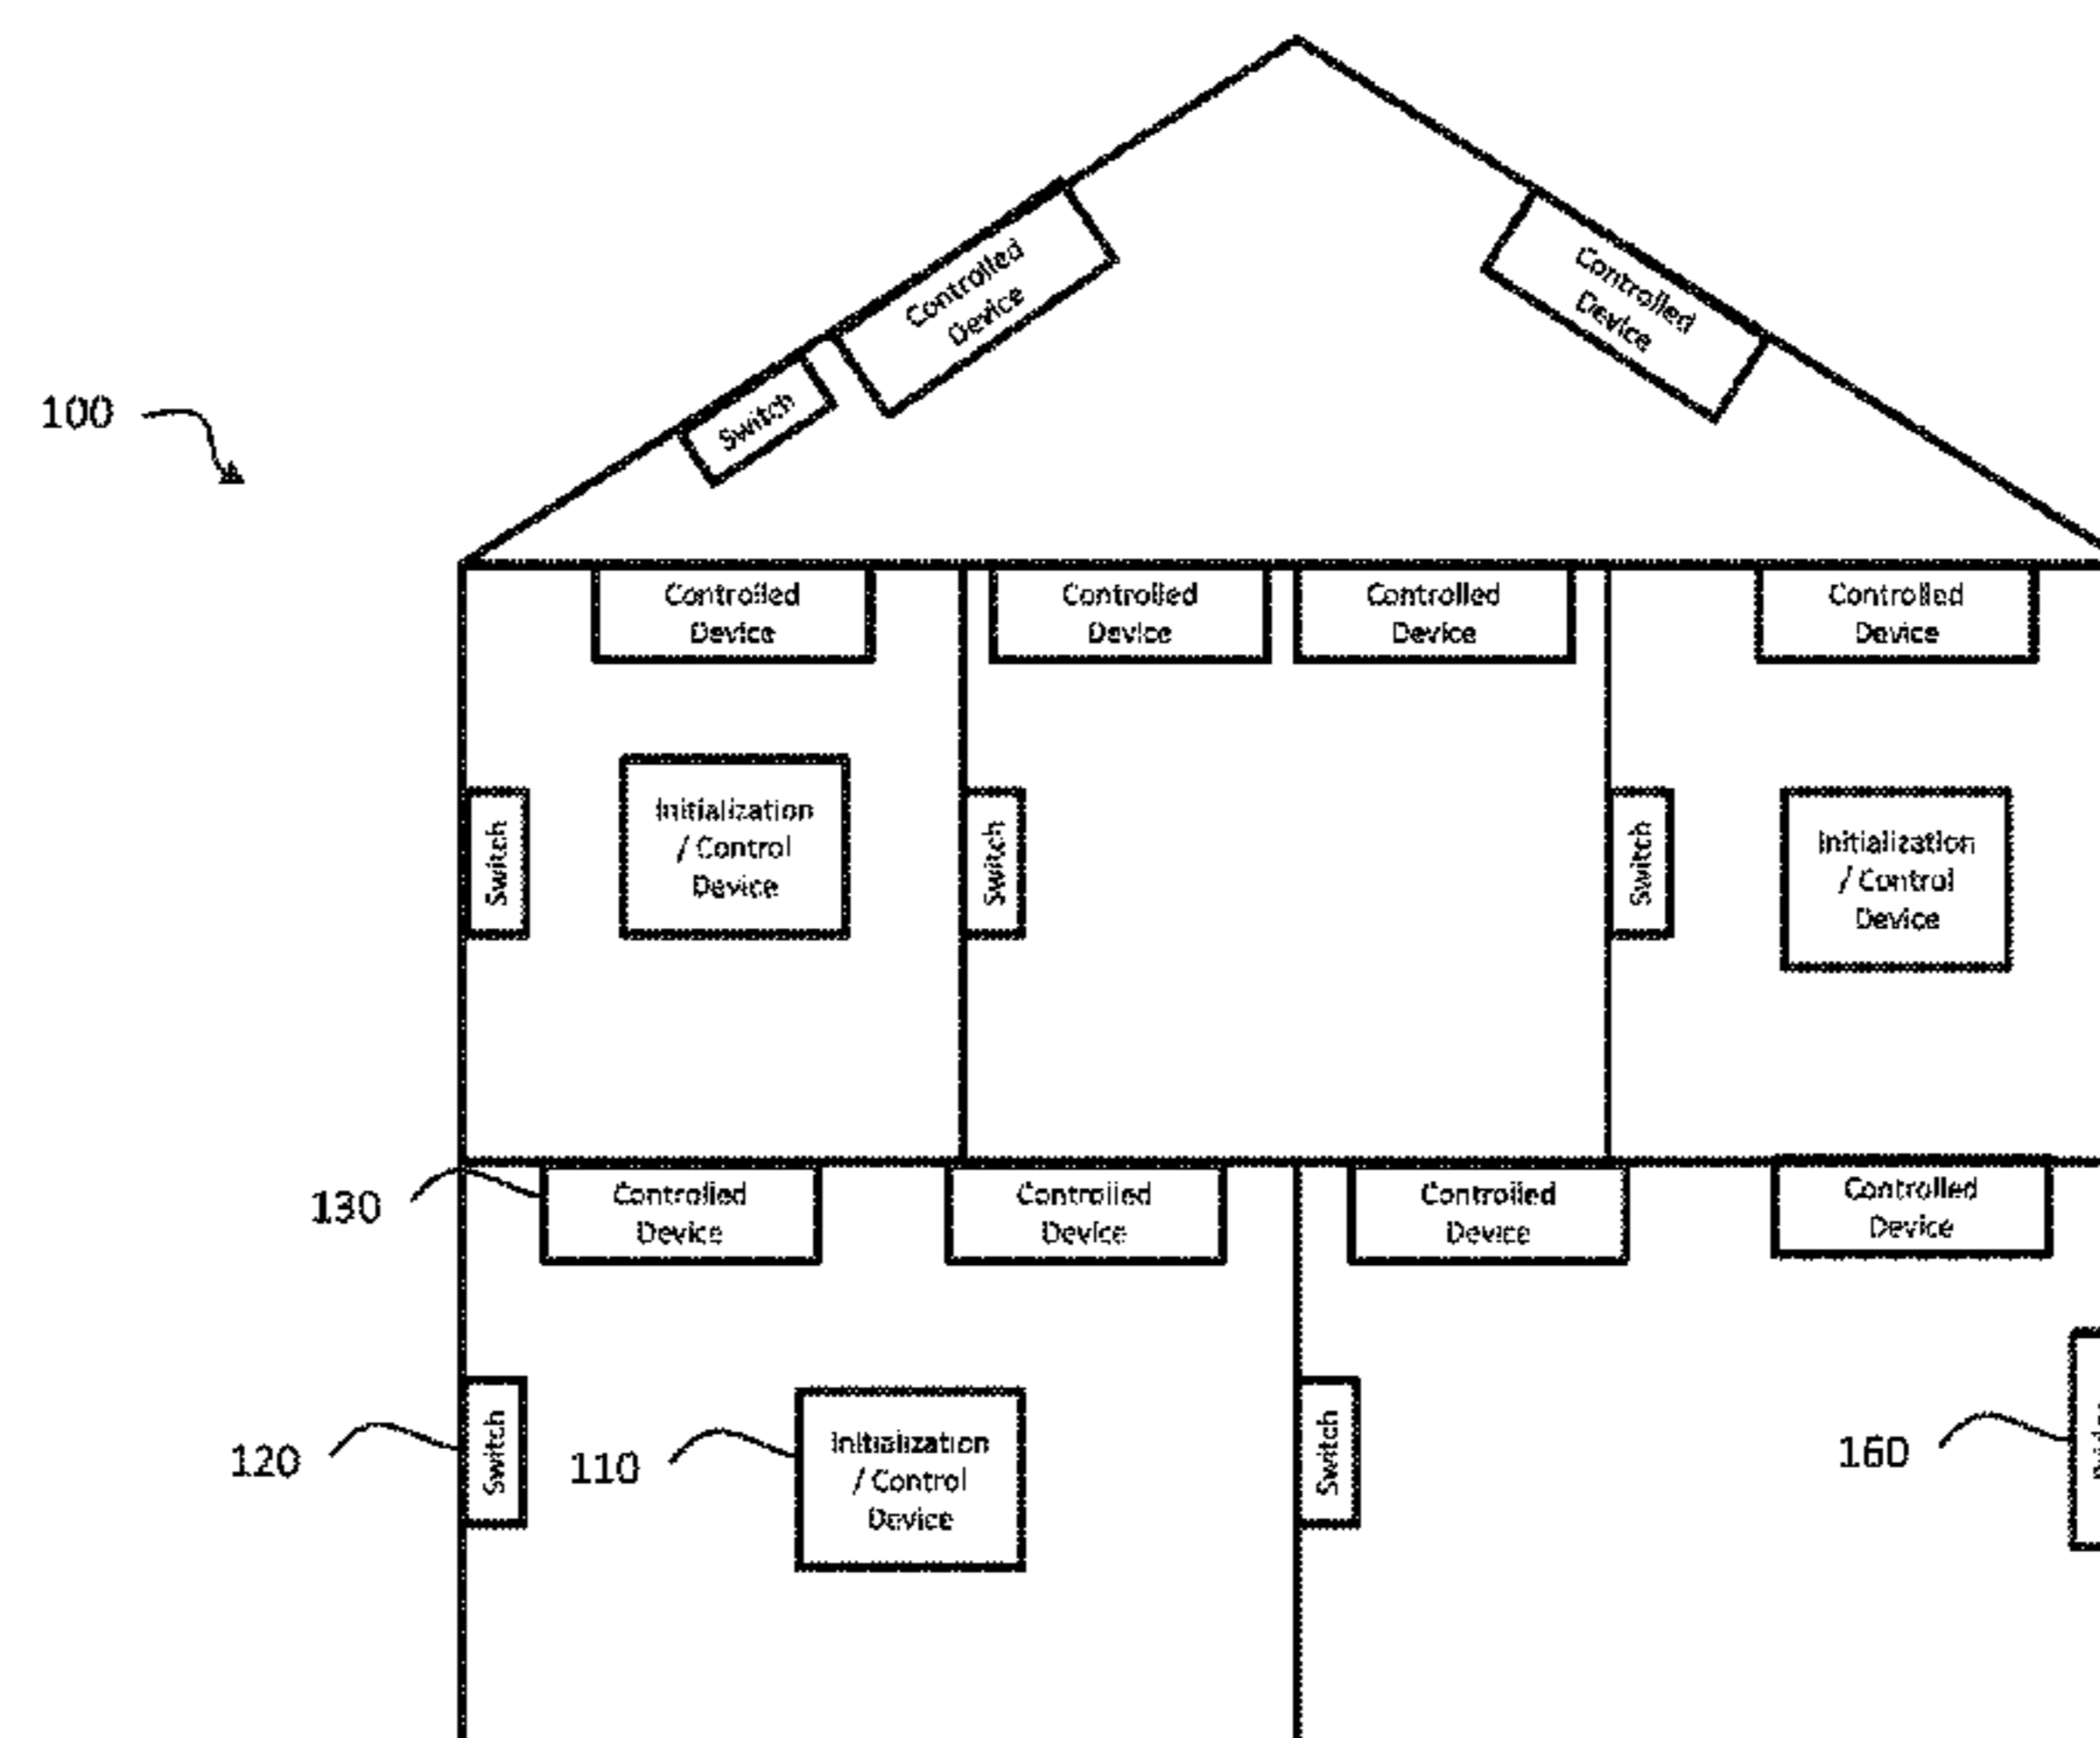 Controlled
Device
Controlled
Device
Switch
100
Controlled
Device
Controlled
Device
Controlled
Device
Controlled
Device
Switch
Initialization
/ Control
Device
Switch
Switch
Initialization
/ Control
Device
130
Controlled
Device
Controlled
Device
Controlled
Device
Controlled
Device
120
Switch
110
Initialization
/ Control
Device
Switch
160